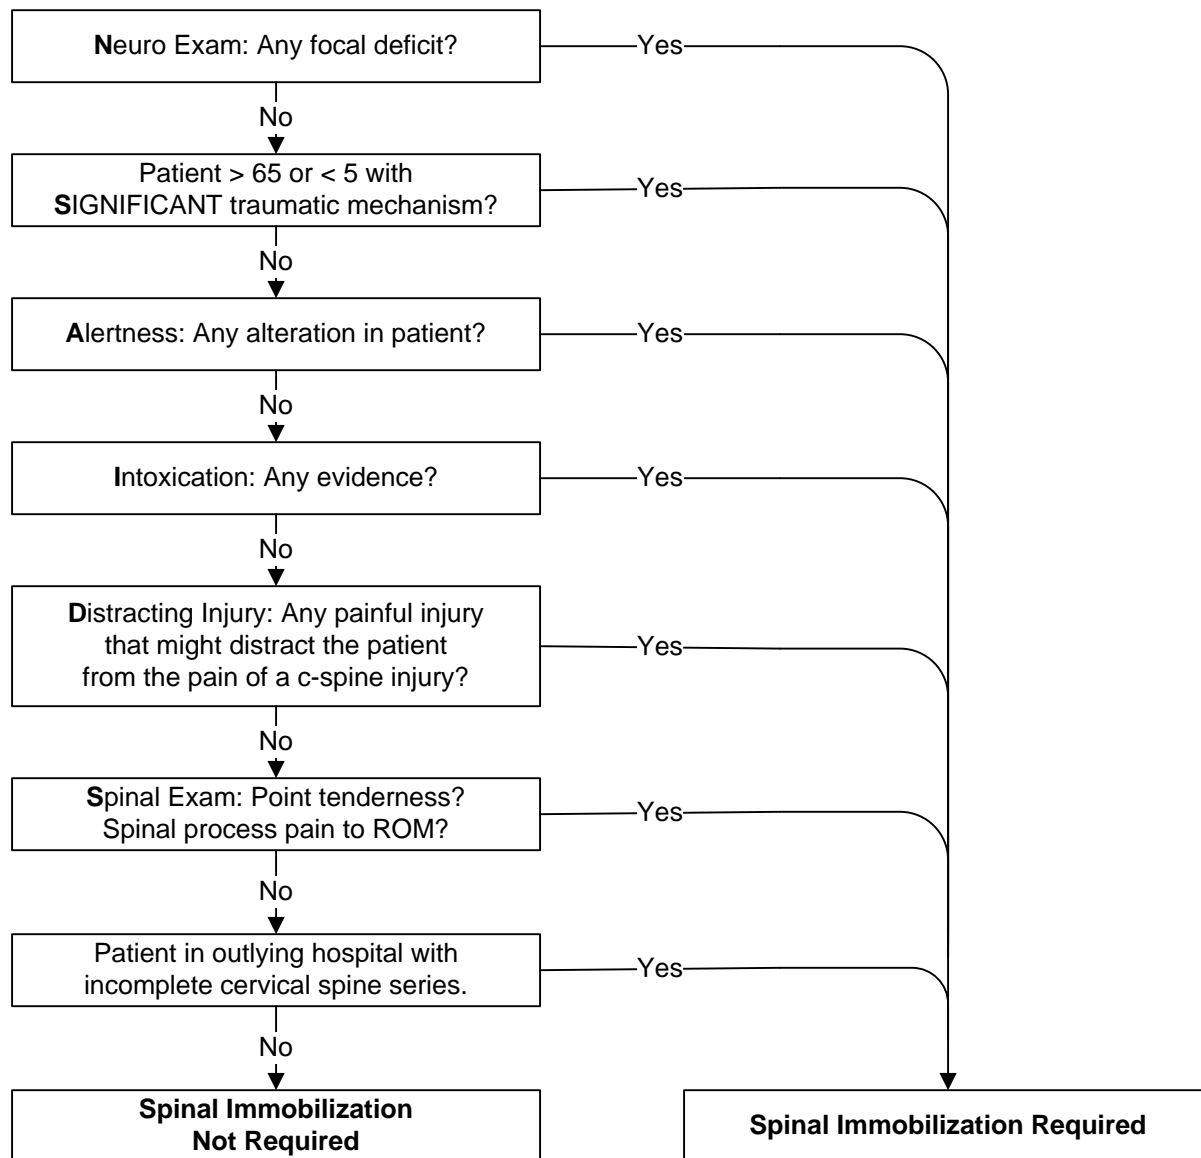 Neuro Exam: Any focal deficit?
Yes
No
Patient > 65 or < 5 with
SIGNIFICANT traumatic mechanism?
Yes
No
Alertness: Any alteration in patient?
Yes
No
Intoxication: Any evidence?
Yes
No
Distracting Injury: Any painful injury
that might distract the patient
from the pain of a c-spine injury?
Yes
No
Spinal Exam: Point tenderness?
Spinal process pain to ROM?
Yes
No
Patient in outlying hospital with
incomplete cervical spine series.
Yes
No
Spinal Immobilization
Not Required
Spinal Immobilization Required